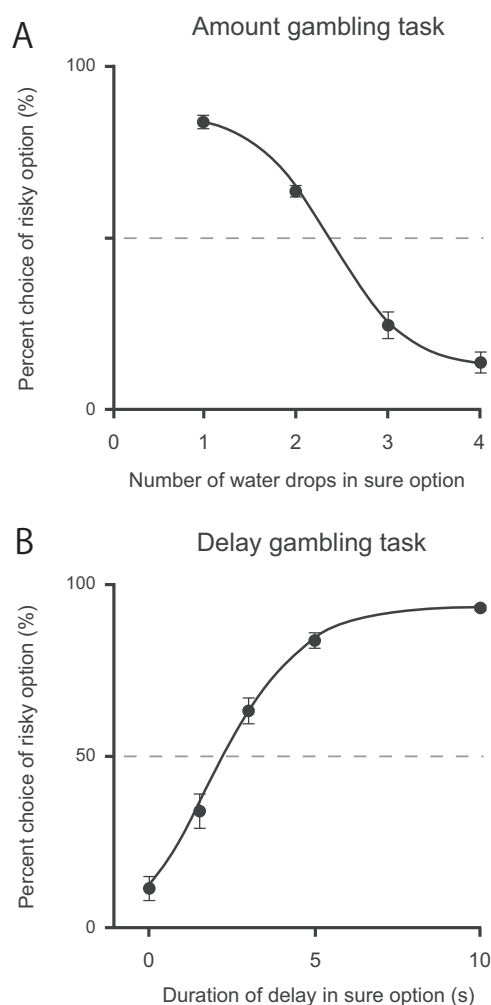 A
Amount gambling task
Percent choice of risky option (%)
100
0
0 1 2 3 4
Number of water drops in sure option
B
Delay gambling task
Percent choice of risky option (%)
100
50
0
0 5 10
Duration of delay in sure option (s)